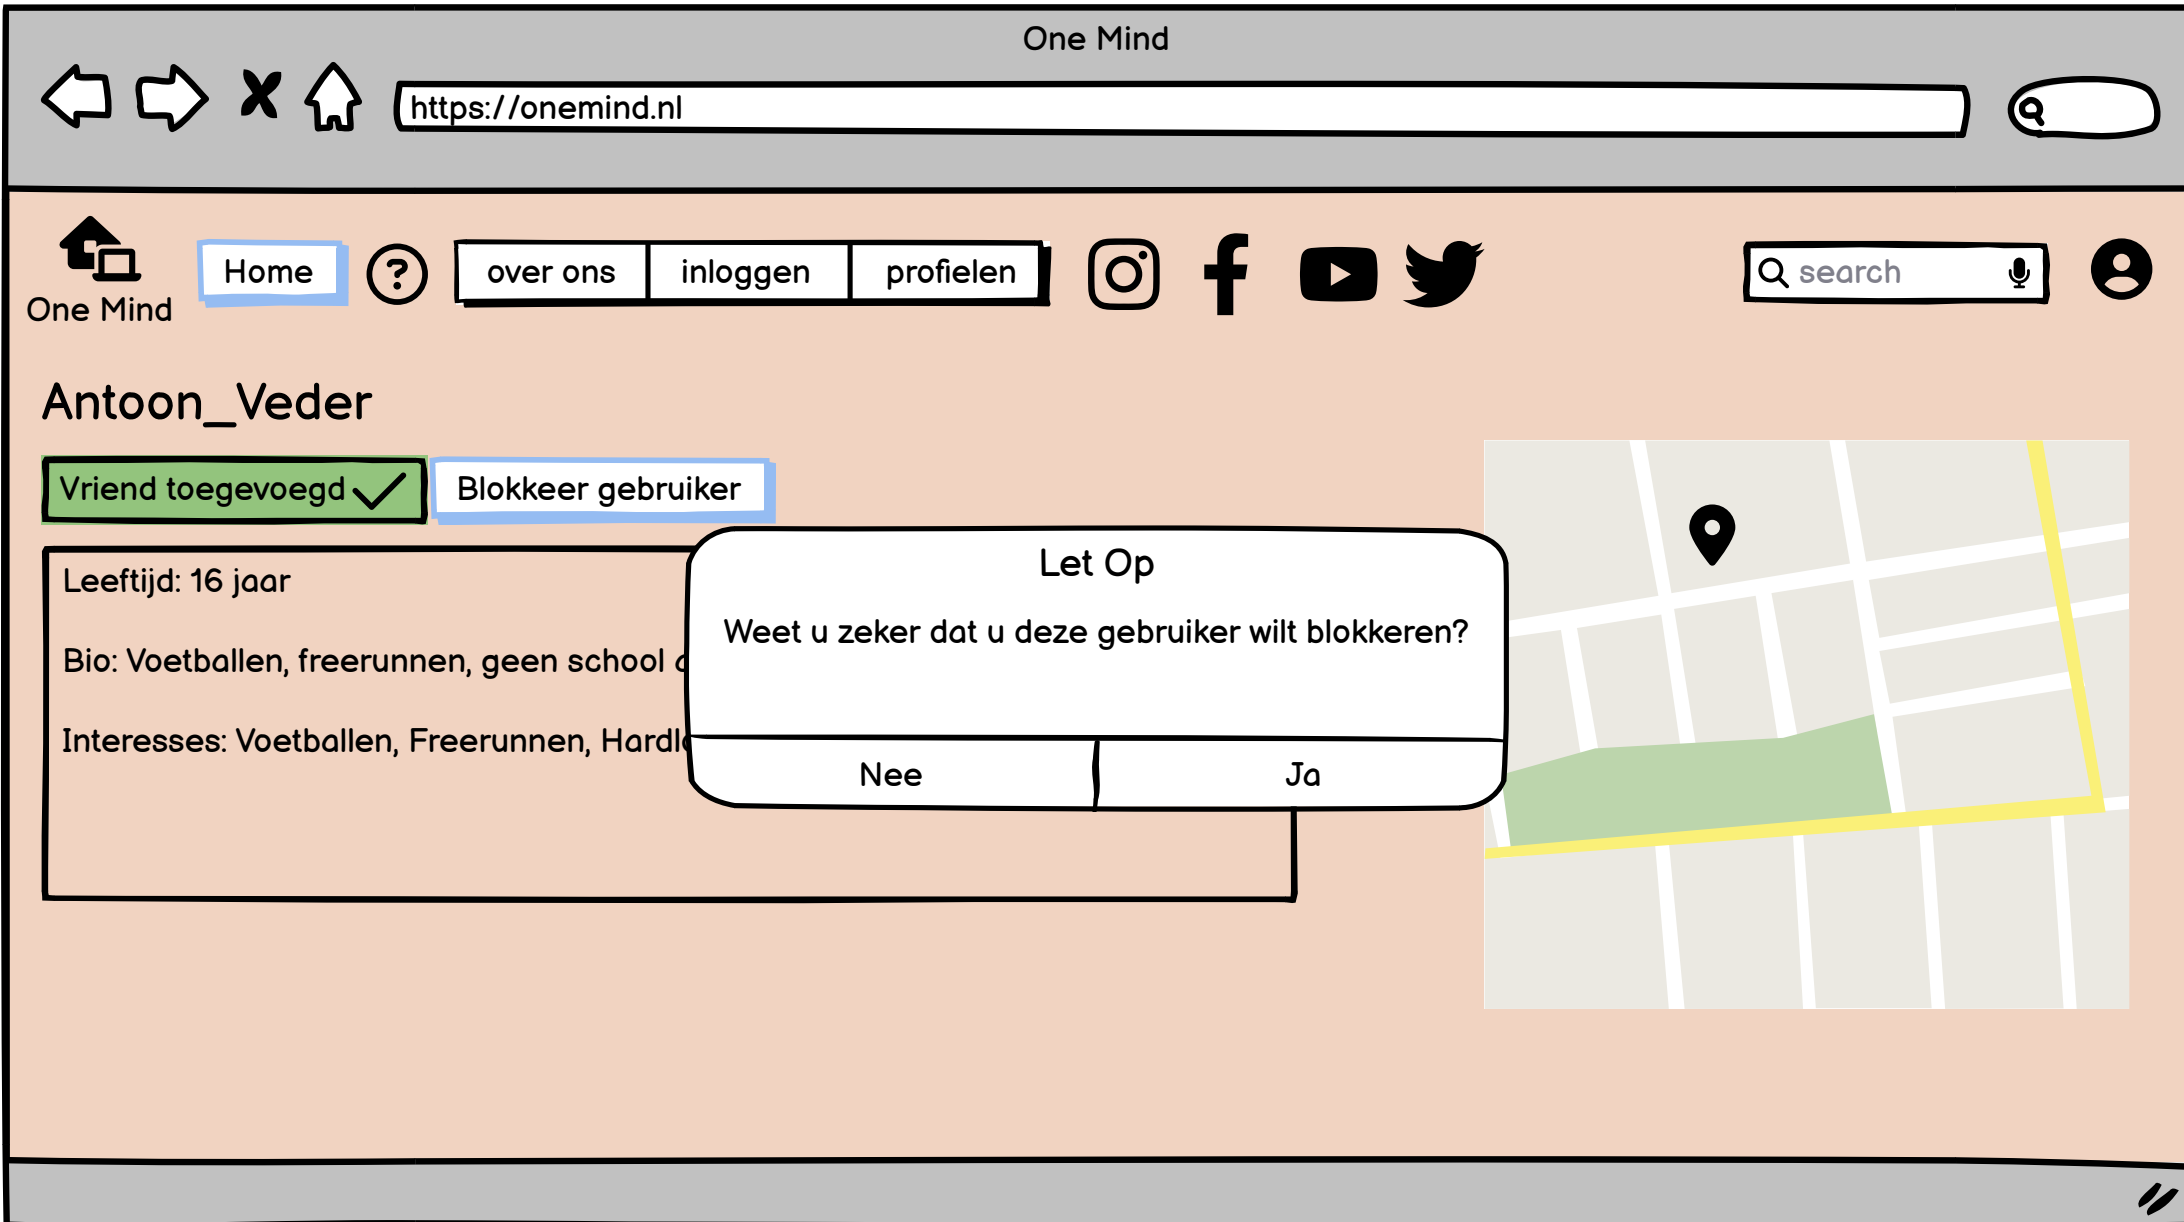 One Mind
https://onemind.nl
One Mind
Home
?
over ons
inloggen
profielen
search
Antoon_Veder
Vriend toegevoegd
Blokkeer gebruiker
Leeftijd: 16 jaar
Bio: Voetballen, freerunnen, geen school
Interesses: Voetballen, Freerunnen,
Let Op
Weet u zeker dat u deze gebruiker wilt blokkeren?
Nee
Ja